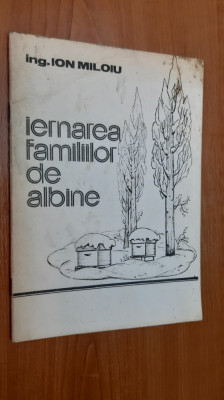 ing. ION MILOIU
iernarea
familiilor
de
albine